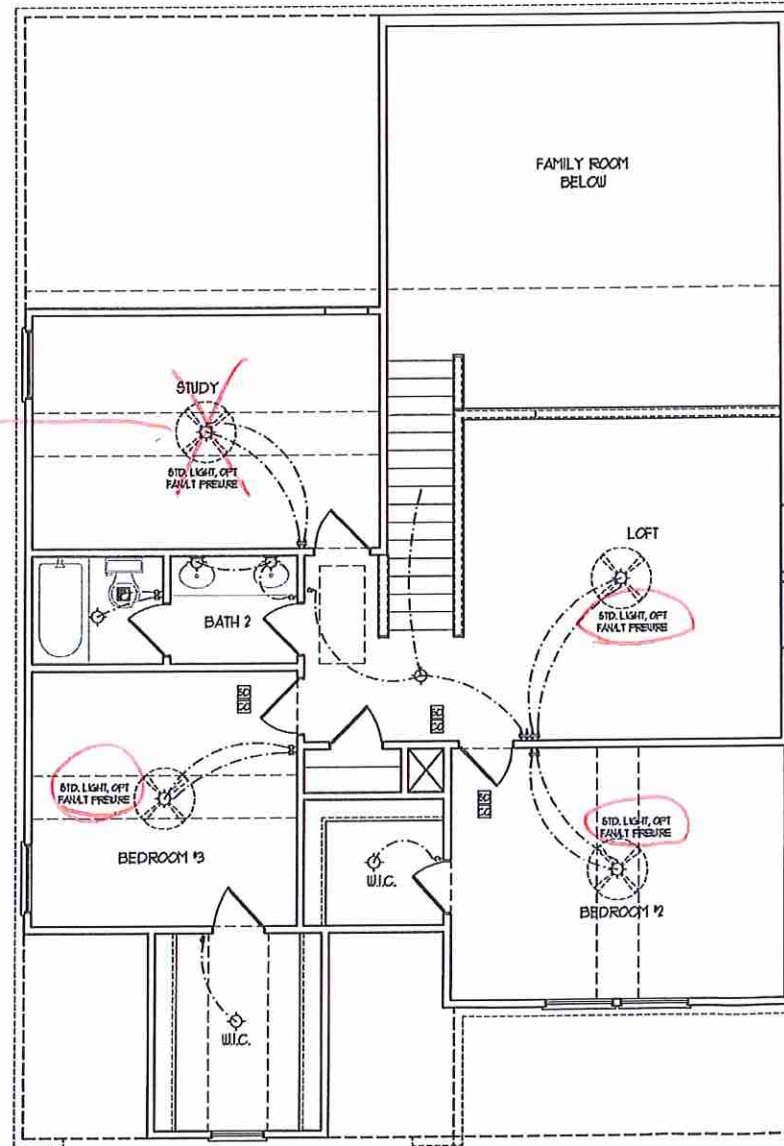 FAMILY ROOM
BELOW
STUDY
STD. LIGHT, OPT
FAN/LT PREWIRE
LOFT
STD. LIGHT, OPT
FAN/LT PREWIRE
BATH 2
STD. LIGHT, OPT
FAN/LT PREWIRE
BEDROOM #3
STD. LIGHT, OPT
FAN/LT PREWIRE
BEDROOM #2
W.I.C.
W.I.C.